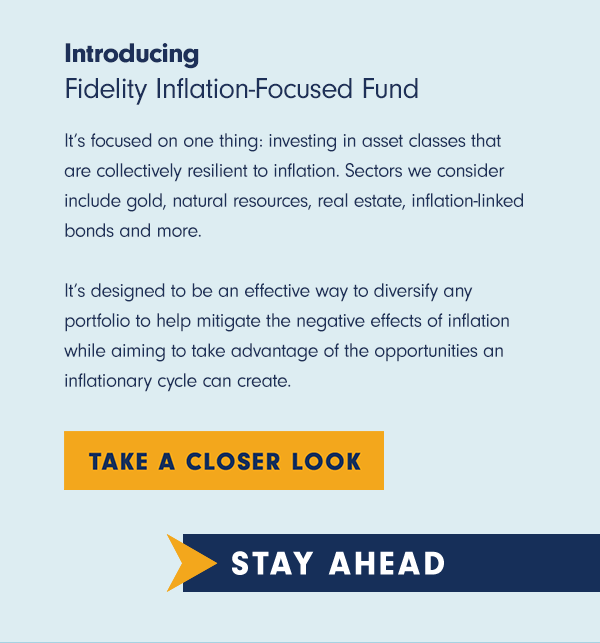 Introducing
Fidelity Inflation-Focused Fund
It’s focused on one thing: investing in asset classes that
are collectively resilient to inflation. Sectors we consider
include gold, natural resources, real estate, inflation-linked
bonds and more.
It’s designed to be an effective way to diversify any
portfolio to help mitigate the negative effects of inflation
while aiming to take advantage of the opportunities an
inflationary cycle can create.
TAKE A CLOSER LOOK
STAY AHEAD